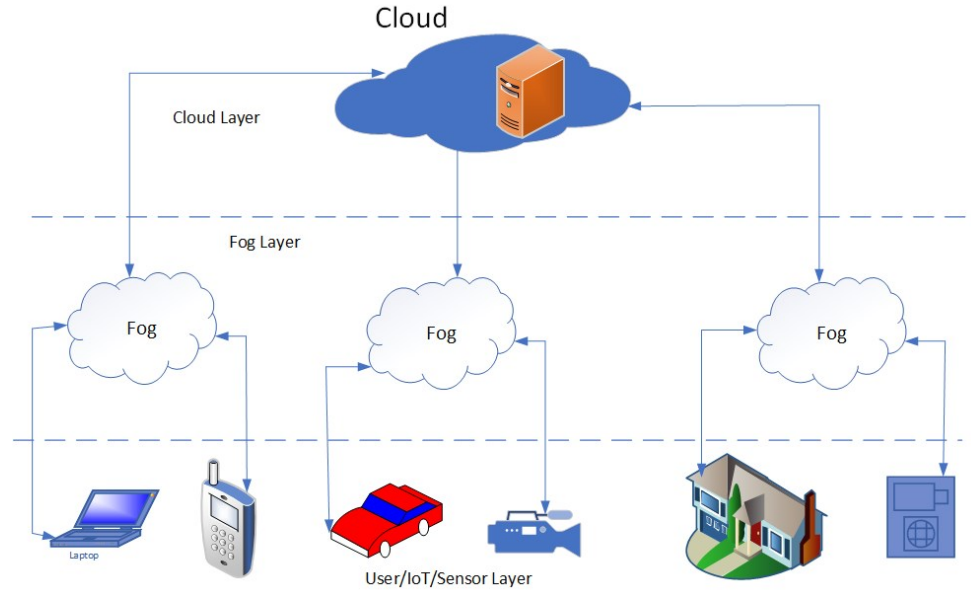 Cloud
Cloud Layer
Fog Layer
Fog
Fog
Fog
Laptop
User/IoT/Sensor Layer